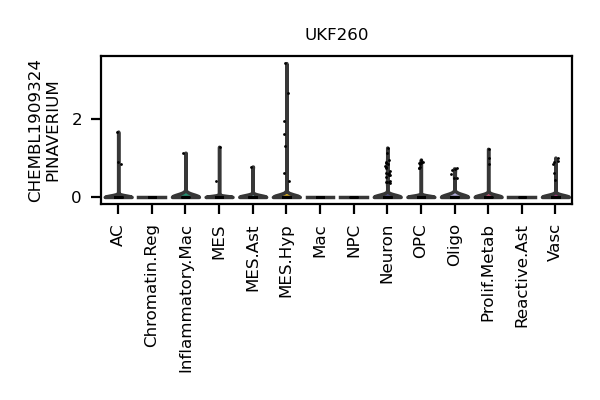 UKF260
CHEMBL1909324
PINAVERIUM
2
0
AC
Chromatin.Reg
Inflammatory.Mac
MES
MES.Ast
MES.Hyp
Mac
NPC
Neuron
OPC
Oligo
Prolif.Metab
Reactive.Ast
Vasc